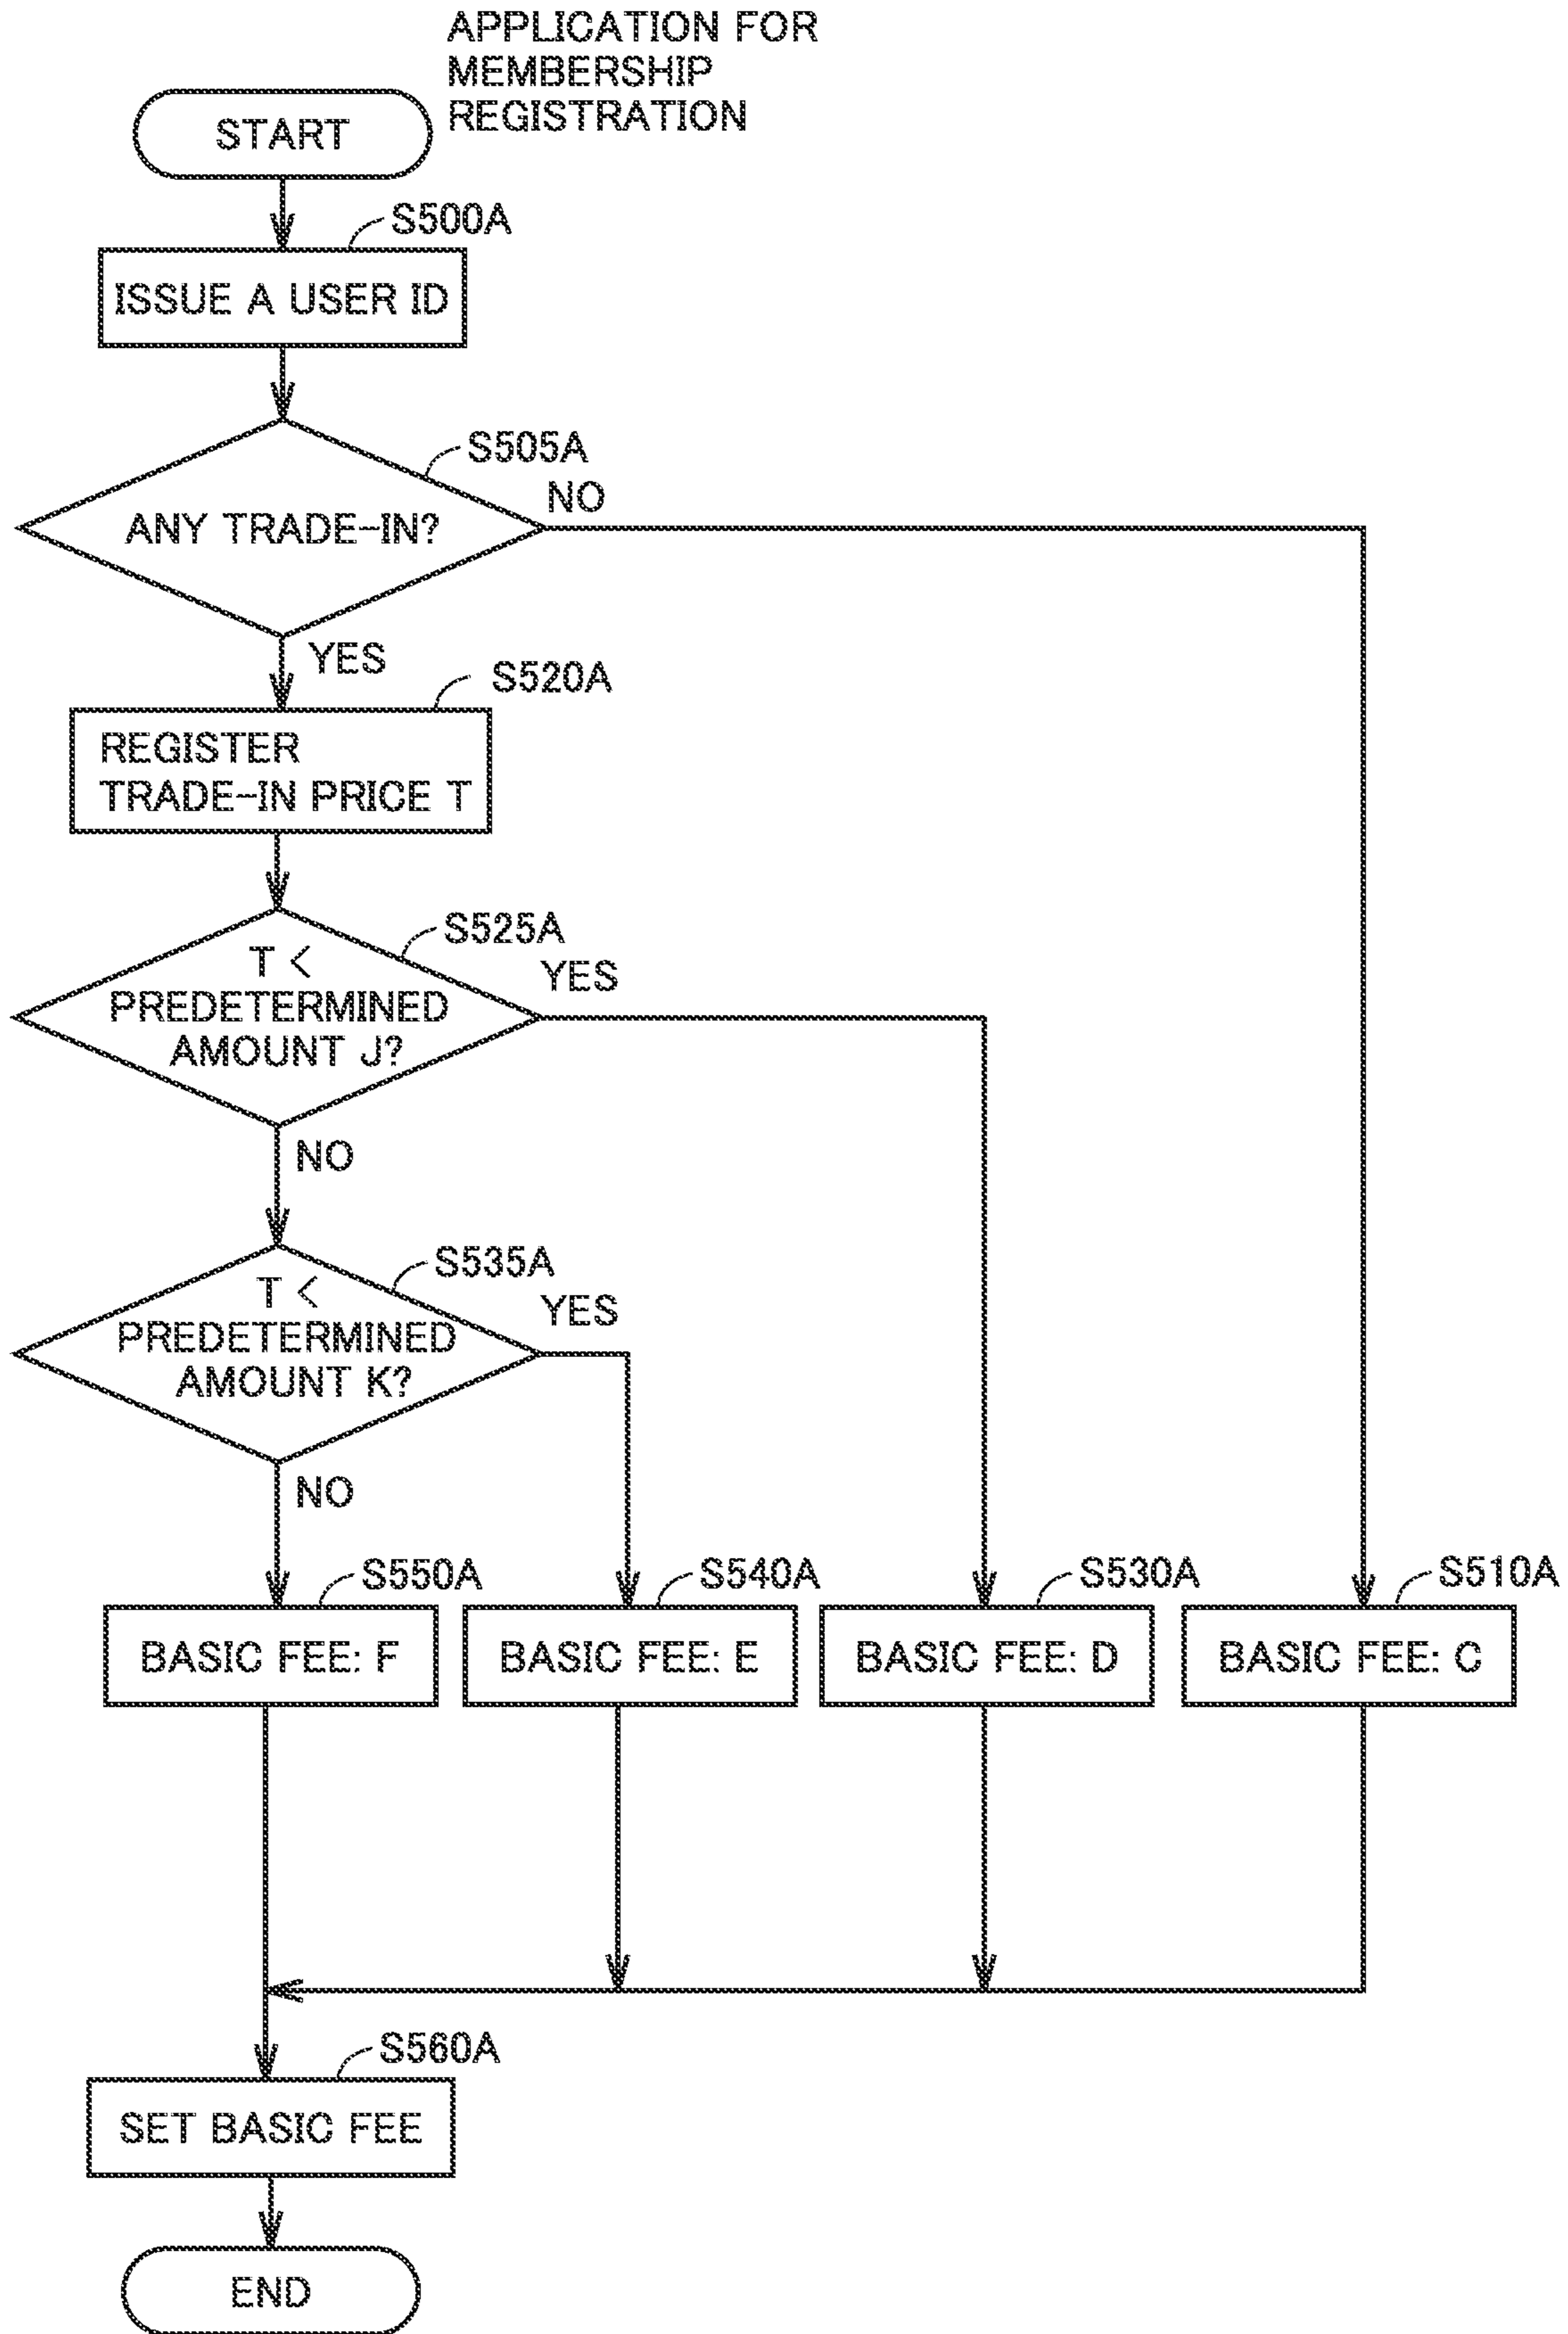 APPLICATION FOR
MEMBERSHIP
REGISTRATION
START
S500A
ISSUE A USER ID
S505A
NO
ANY TRADE-IN?
YES
S520A
REGISTER
TRADE-IN PRICE T
S525A
T <
YES
PREDETERMINED
AMOUNT J?
NO
S535A
T <
YES
PREDETERMINED
AMOUNT K?
NO
S550A
S540A
S530A
S510A
BASIC FEE: F
BASIC FEE: E
BASIC FEE: D
BASIC FEE: C
S560A
SET BASIC FEE
END